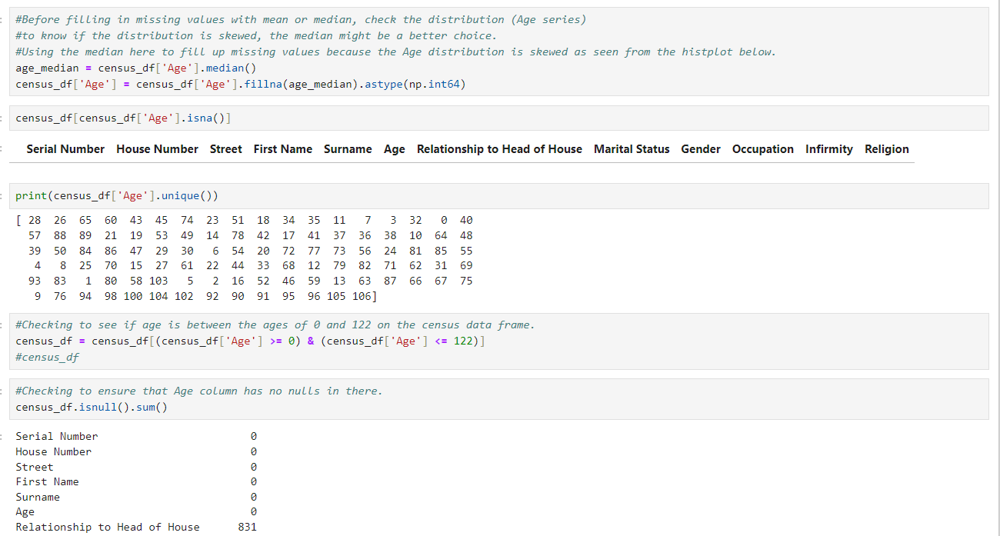 #Before filling in missing values with mean or median, check the distribution (Age series)
#to know if the distribution is skewed, the median might be a better choice.
#Using the median here to fill up missing values because the Age distribution is skewed as seen from the histplot below.
age_median = census_df['Age'].median()
census_df['Age'] = census_df['Age'].fillna(age_median).astype(np.int64)
census_df[census_df['Age'].isna()]
Serial Number House Number Street First Name Surname Age Relationship to Head of House Marital Status Gender Occupation Infirmity Religion
print(census_df['Age'].unique())
[ 28  26  65  60  43  45  74  23  51  18  34  35  11   7   3  32   0  40
  57  88  89  21  19  53  49  14  78  42  17  41  37  36  38  10  64  48
  39  50  84  86  47  29  30   6  54  20  72  77  73  56  24  81  85  55
   4   8  25  70  15  27  61  22  44  33  68  12  79  82  71  62  31  69
  93  83   1  80  58 103   5   2  16  52  46  59  13  63  87  66  67  75
   9  76  94  98 100 104 102  92  90  91  95  96 105 106]
#Checking to see if age is between the ages of 0 and 122 on the census data frame.
census_df = census_df[(census_df['Age'] >= 0) & (census_df['Age'] <= 122)]
#census_df
#Checking to ensure that Age column has no nulls in there.
census_df.isnull().sum()
Serial Number 0
House Number 0
Street 0
First Name 0
Surname 0
Age 0
Relationship to Head of House 831